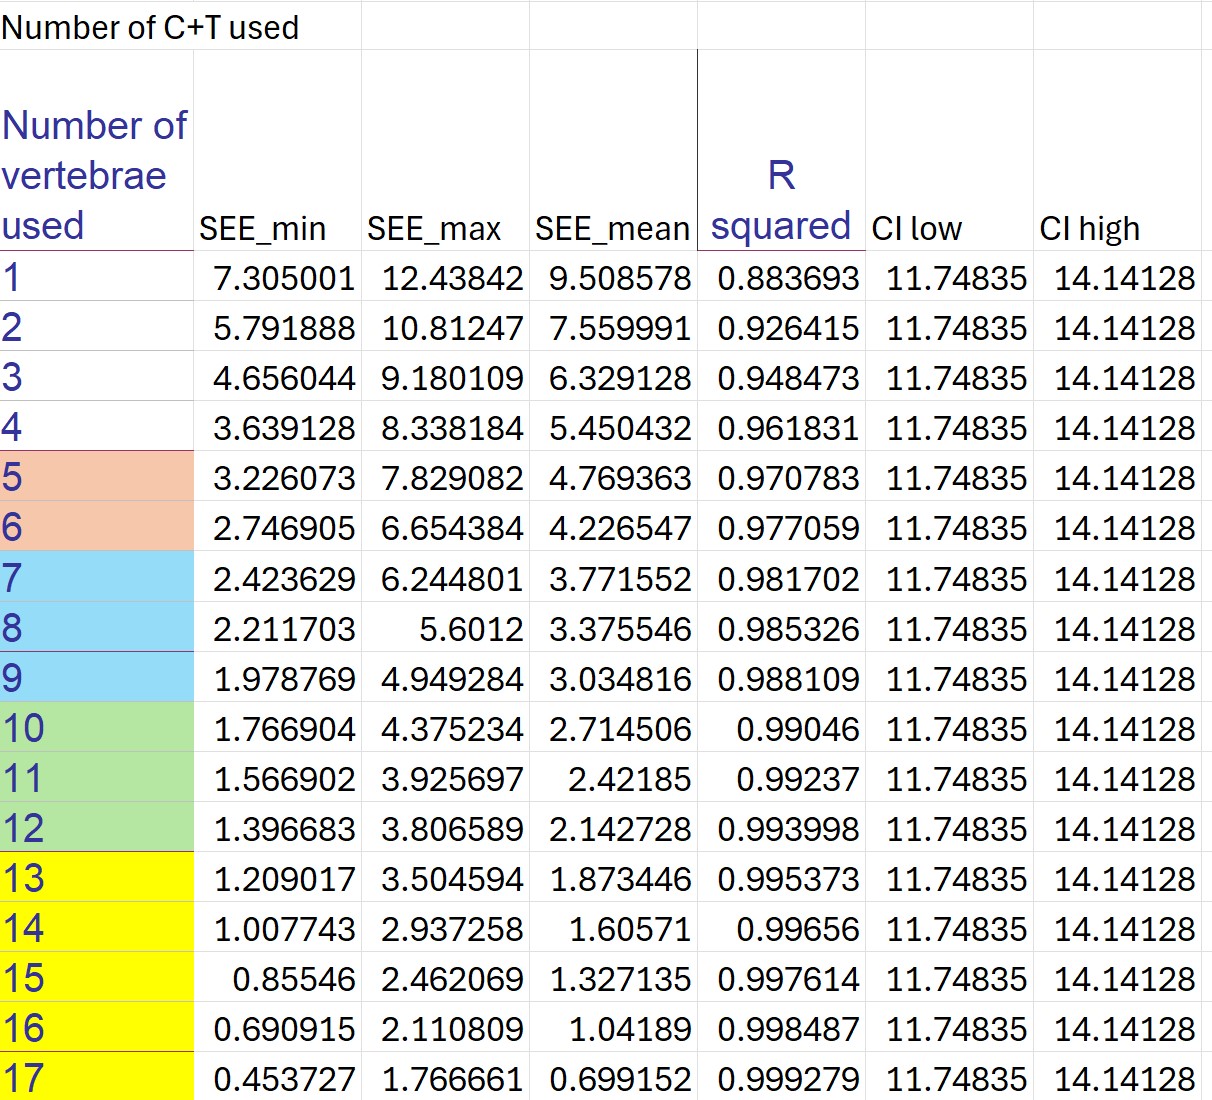 Number of C+T used
Number of
vertebrae
used SEE_min SEE_max SEE_mean R
squared CI low CI high
1 7.305001 12.43842 9.508578 0.883693 11.74835 14.14128
2 5.791888 10.81247 7.559991 0.926415 11.74835 14.14128
3 4.656044 9.180109 6.329128 0.948473 11.74835 14.14128
4 3.639128 8.338184 5.450432 0.961831 11.74835 14.14128
5 3.226073 7.829082 4.769363 0.970783 11.74835 14.14128
6 2.746905 6.654384 4.226547 0.977059 11.74835 14.14128
7 2.423629 6.244801 3.771552 0.981702 11.74835 14.14128
8 2.211703 5.6012 3.375546 0.985326 11.74835 14.14128
9 1.978769 4.949284 3.034816 0.988109 11.74835 14.14128
10 1.766904 4.375234 2.714506 0.99046 11.74835 14.14128
11 1.566902 3.925697 2.42185 0.99237 11.74835 14.14128
12 1.396683 3.806589 2.142728 0.993998 11.74835 14.14128
13 1.209017 3.504594 1.873446 0.995373 11.74835 14.14128
14 1.007743 2.937258 1.60571 0.99656 11.74835 14.14128
15 0.85546 2.462069 1.327135 0.997614 11.74835 14.14128
16 0.690915 2.110809 1.04189 0.998487 11.74835 14.14128
17 0.453727 1.766661 0.699152 0.999279 11.74835 14.14128